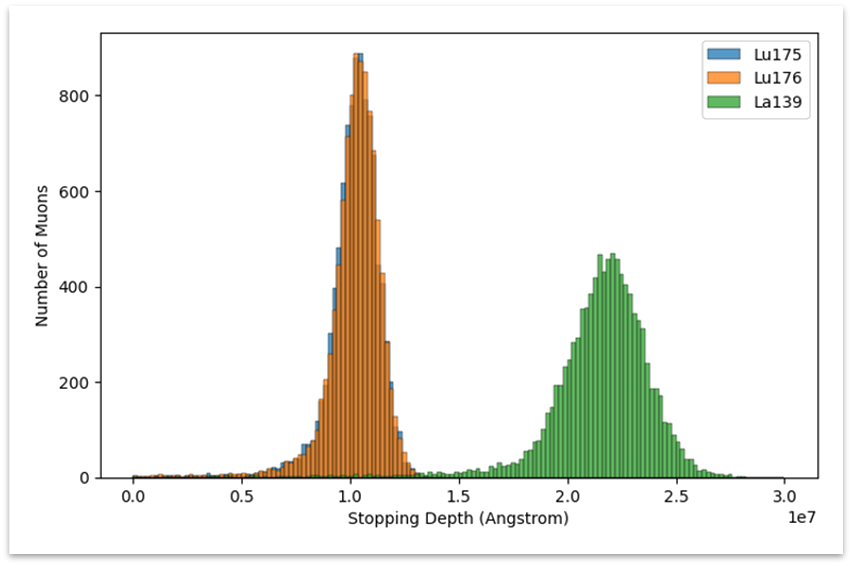 Lu175
Lu176
La139
800
600
400
200
0
Number of Muons
0.0 0.5 1.0 1.5 2.0 2.5 3.0
1e7
Stopping Depth (Angstrom)